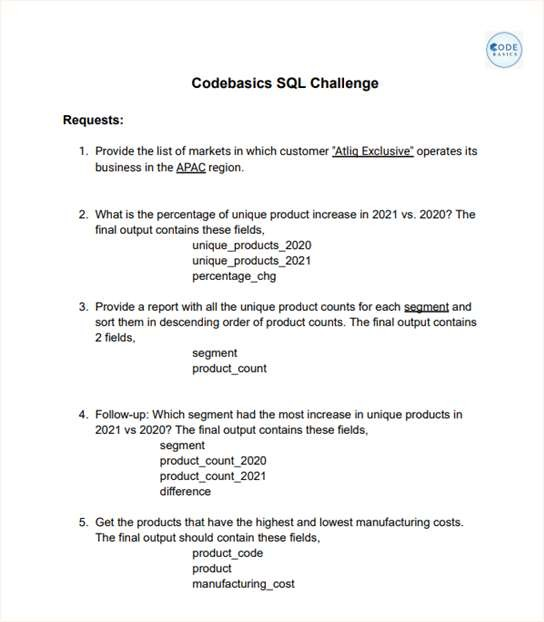 CODE
BASICS
Codebasics SQL Challenge
Requests:
1. Provide the list of markets in which customer "Atliq Exclusive" operates its
business in the APAC region.
2. What is the percentage of unique product increase in 2021 vs. 2020? The
final output contains these fields,
unique_products_2020
unique_products_2021
percentage_chg
3. Provide a report with all the unique product counts for each segment and
sort them in descending order of product counts. The final output contains
2 fields,
segment
product_count
4. Follow-up: Which segment had the most increase in unique products in
2021 vs 2020? The final output contains these fields,
segment
product_count_2020
product_count_2021
difference
5. Get the products that have the highest and lowest manufacturing costs.
The final output should contain these fields,
product_code
product
manufacturing_cost